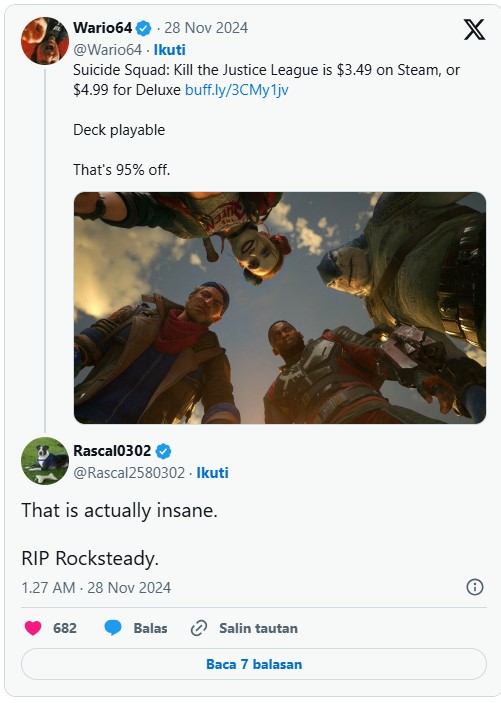 Wario64 · 28 Nov 2024
@Wario64 · Ikuti
Suicide Squad: Kill the Justice League is $3.49 on Steam, or
$4.99 for Deluxe buff.ly/3CMy1jv
Deck playable
That's 95% off.
Rascal0302
@Rascal2580302 · Ikuti
That is actually insane.
RIP Rocksteady.
1.27 AM · 28 Nov 2024
682 Balas Salin tautan
Baca 7 balasan